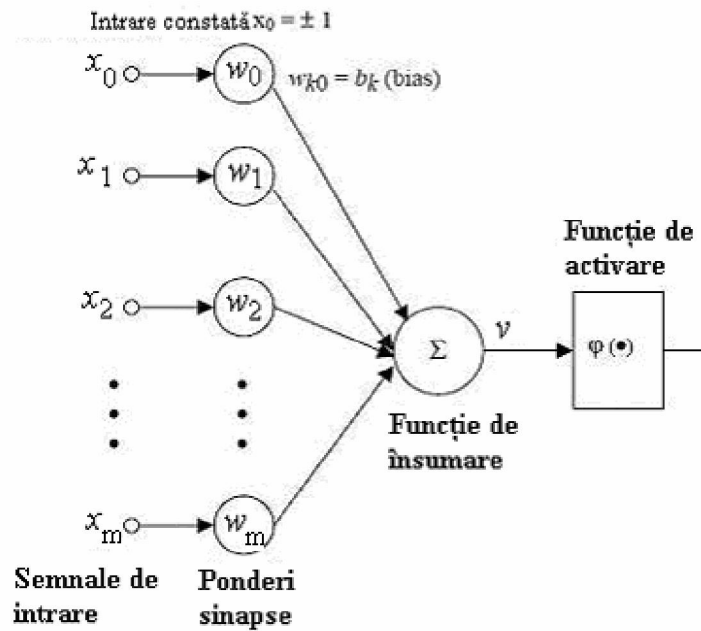 Intrare constată x₀ = ± 1
x₀
w₀
wₖ₀ = bₖ (bias)
x₁
w₁
Funcție de
activare
x₂
w₂
Σ
v
φ(•)
Funcție de
însumare
xₘ
wₘ
Semnale de
intrare
Ponderi
sinapse